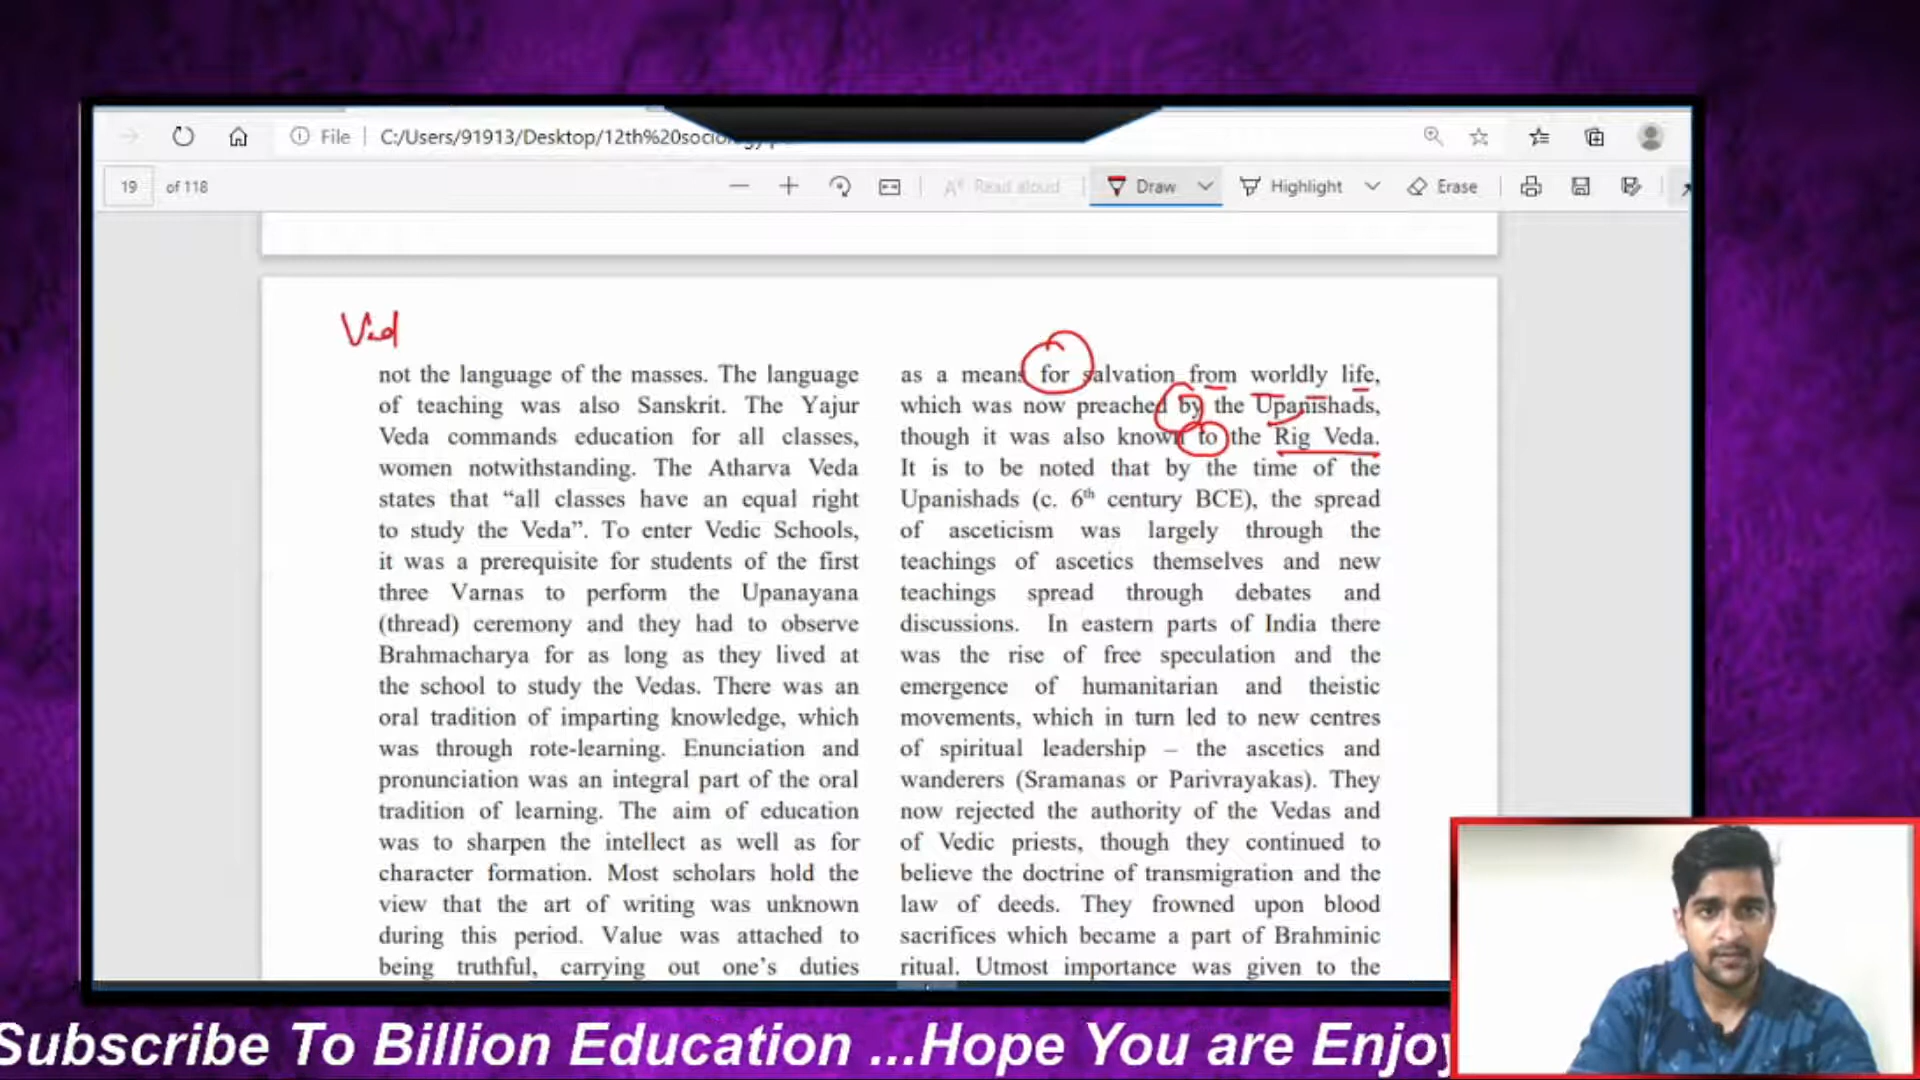 File
C:/Users/91913/Desktop/12th%20sociology.p
19
of 118
Read aloud
Draw
Highlight
Erase
Ved
not the language of the masses. The language
of teaching was also Sanskrit. The Yajur
Veda commands education for all classes,
women notwithstanding. The Atharva Veda
states that “all classes have an equal right
to study the Veda”. To enter Vedic Schools,
it was a prerequisite for students of the first
three Varnas to perform the Upanayana
(thread) ceremony and they had to observe
Brahmacharya for as long as they lived at
the school to study the Vedas. There was an
oral tradition of imparting knowledge, which
was through rote-learning. Enunciation and
pronunciation was an integral part of the oral
tradition of learning. The aim of education
was to sharpen the intellect as well as for
character formation. Most scholars hold the
view that the art of writing was unknown
during this period. Value was attached to
being truthful, carrying out one’s duties
as a means for salvation from worldly life,
which was now preached by the Upanishads,
though it was also known to the Rig Veda.
It is to be noted that by the time of the
Upanishads (c. 6th century BCE), the spread
of asceticism was largely through the
teachings of ascetics themselves and new
teachings spread through debates and
discussions. In eastern parts of India there
was the rise of free speculation and the
emergence of humanitarian and theistic
movements, which in turn led to new centres
of spiritual leadership – the ascetics and
wanderers (Sramanas or Parivrayakas). They
now rejected the authority of the Vedas and
of Vedic priests, though they continued to
believe the doctrine of transmigration and the
law of deeds. They frowned upon blood
sacrifices which became a part of Brahminic
ritual. Utmost importance was given to the
Subscribe To Billion Education ...Hope You are Enjoy